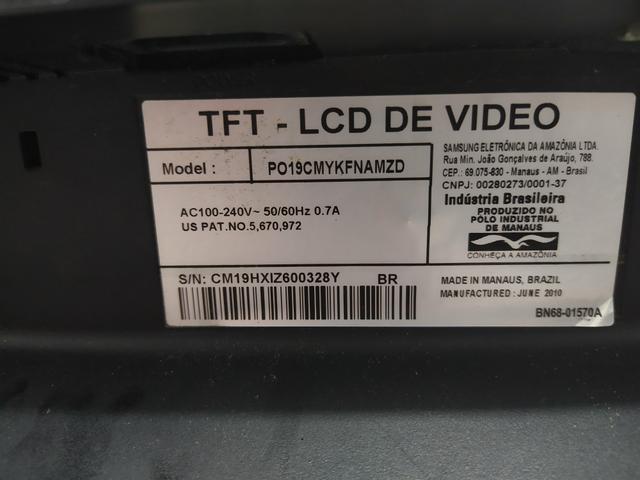 TFT - LCD DE VIDEO
Model : PO19CMYKFNAMZD
AC100-240V~ 50/60Hz 0.7A
US PAT.NO.5,670,972
S/N: CM19HXIZ600328Y BR
SAMSUNG ELETRÔNICA DA AMAZÔNIA LTDA.
Rua Min. João Gonçalves de Araújo, 788.
CEP.: 69.075-830 - Manaus - AM - Brasil
CNPJ: 00280273/0001-37
Indústria Brasileira
PRODUZIDO NO
PÓLO INDUSTRIAL
DE MANAUS
CONHEÇA A AMAZÔNIA
MADE IN MANAUS, BRAZIL
MANUFACTURED : JUNE 2010
BN68-01570A